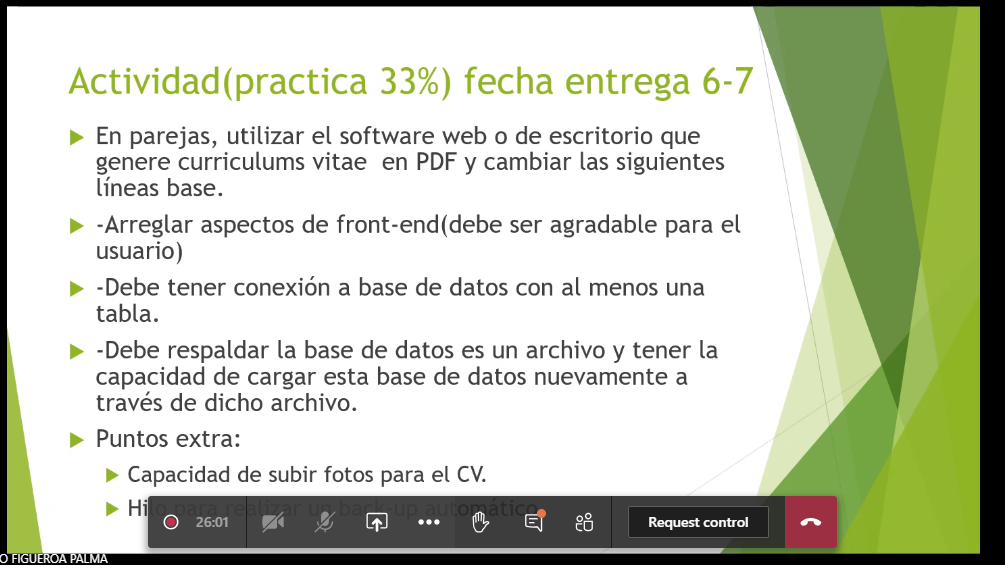 Actividad(practica 33%) fecha entrega 6-7
En parejas, utilizar el software web o de escritorio que
genere curriculums vitae en PDF y cambiar las siguientes
líneas base.
-Arreglar aspectos de front-end(debe ser agradable para el
usuario)
-Debe tener conexión a base de datos con al menos una
tabla.
-Debe respaldar la base de datos es un archivo y tener la
capacidad de cargar esta base de datos nuevamente a
través de dicho archivo.
Puntos extra:
Capacidad de subir fotos para el CV.
Hilo para realizar un back-up automático
26:01
Request control
O FIGUEROA PALMA